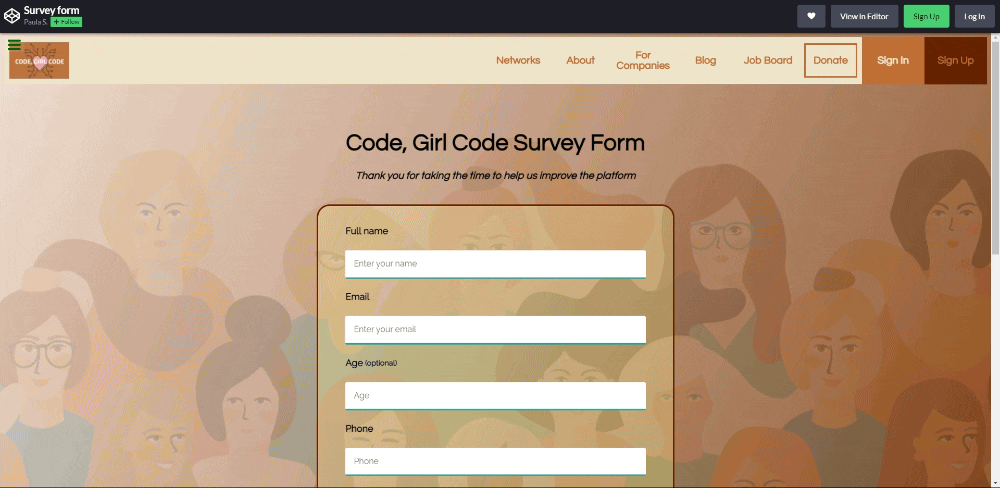 Survey form
Paula S. + Follow
View in Editor
Sign Up
Log In
CODE, GIRL CODE
Networks
About
For
Companies
Blog
Job Board
Donate
Sign In
Sign Up
Code, Girl Code Survey Form
Thank you for taking the time to help us improve the platform
Full name
Enter your name
Email
Enter your email
Age (optional)
Age
Phone
Phone